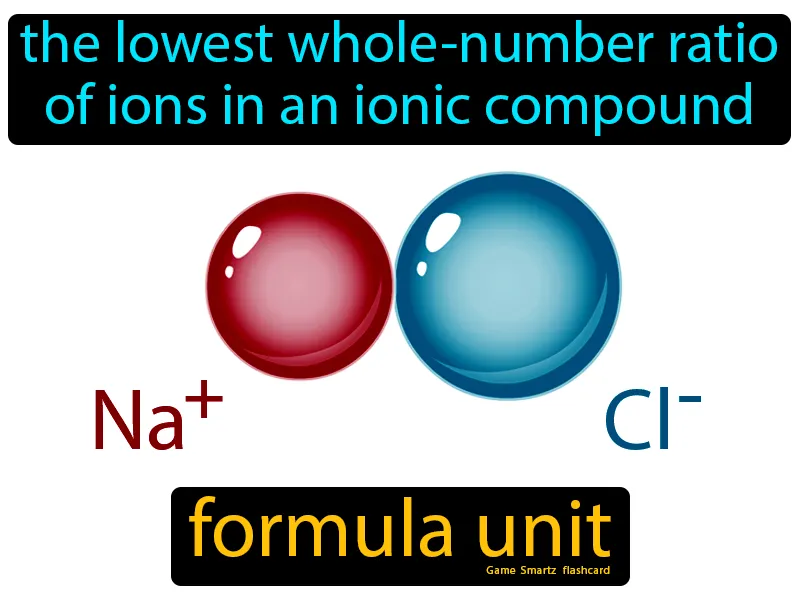 the lowest whole-number ratio
of ions in an ionic compound
Na+ Cl-
formula unit
Game Smartz flashcard